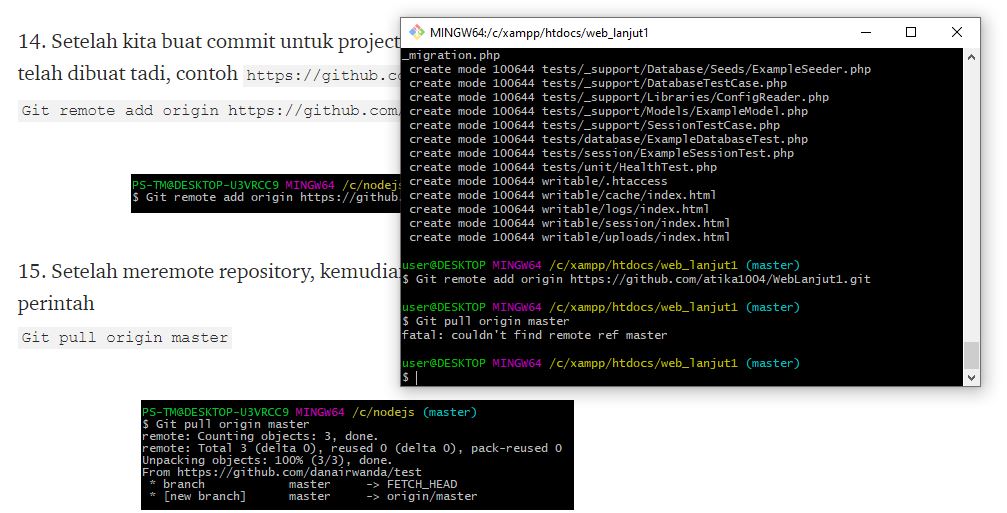 14. Setelah kita buat commit untuk project
telah dibuat tadi, contoh https://github.co
Git remote add origin https://github.com/
PS-TM@DESKTOP-U3VRCC9 MINGW64 /c/nodejs
$ Git remote add origin https://github.
15. Setelah meremote repository, kemudian
perintah
Git pull origin master
PS-TM@DESKTOP-U3VRCC9 MINGW64 /c/nodejs (master)
$ Git pull origin master
remote: Counting objects: 3, done.
remote: Total 3 (delta 0), reused 0 (delta 0), pack-reused 0
Unpacking objects: 100% (3/3), done.
From https://github.com/danairwanda/test
 * branch            master     -> FETCH_HEAD
 * [new branch]      master     -> origin/master
MINGW64:/c/xampp/htdocs/web_lanjut1
_migration.php
 create mode 100644 tests/_support/Database/Seeds/ExampleSeeder.php
 create mode 100644 tests/_support/DatabaseTestCase.php
 create mode 100644 tests/_support/Libraries/ConfigReader.php
 create mode 100644 tests/_support/Models/ExampleModel.php
 create mode 100644 tests/_support/SessionTestCase.php
 create mode 100644 tests/database/ExampleDatabaseTest.php
 create mode 100644 tests/session/ExampleSessionTest.php
 create mode 100644 tests/unit/HealthTest.php
 create mode 100644 writable/.htaccess
 create mode 100644 writable/cache/index.html
 create mode 100644 writable/logs/index.html
 create mode 100644 writable/session/index.html
 create mode 100644 writable/uploads/index.html
user@DESKTOP MINGW64 /c/xampp/htdocs/web_lanjut1 (master)
$ Git remote add origin https://github.com/atika1004/WebLanjut1.git
user@DESKTOP MINGW64 /c/xampp/htdocs/web_lanjut1 (master)
$ Git pull origin master
fatal: couldn't find remote ref master
user@DESKTOP MINGW64 /c/xampp/htdocs/web_lanjut1 (master)
$